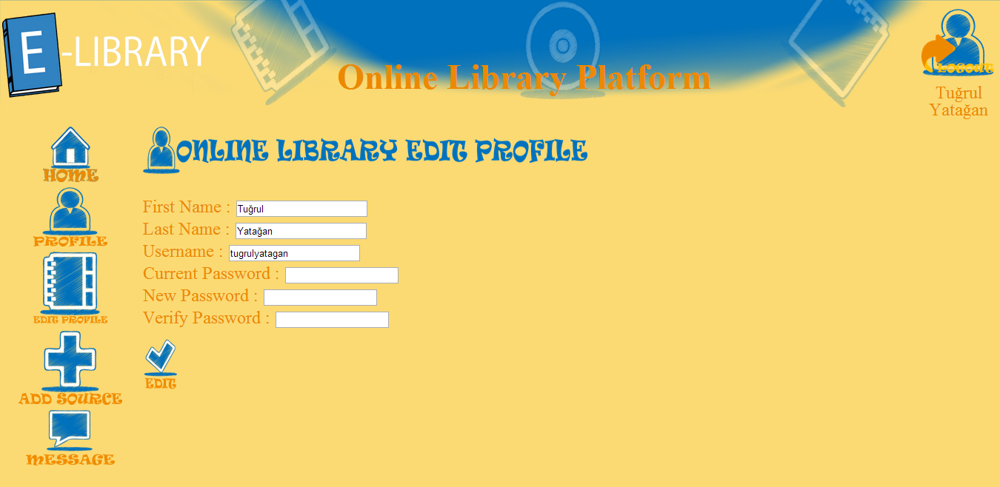 E-LIBRARY
Online Library Platform
LOGOUT
Tuğrul
Yatağan
HOME
PROFILE
EDIT PROFILE
ADD SOURCE
MESSAGE
ONLINE LIBRARY EDIT PROFILE
First Name : Tuğrul
Last Name : Yatağan
Username : tugrulyatagan
Current Password :
New Password :
Verify Password :
EDIT